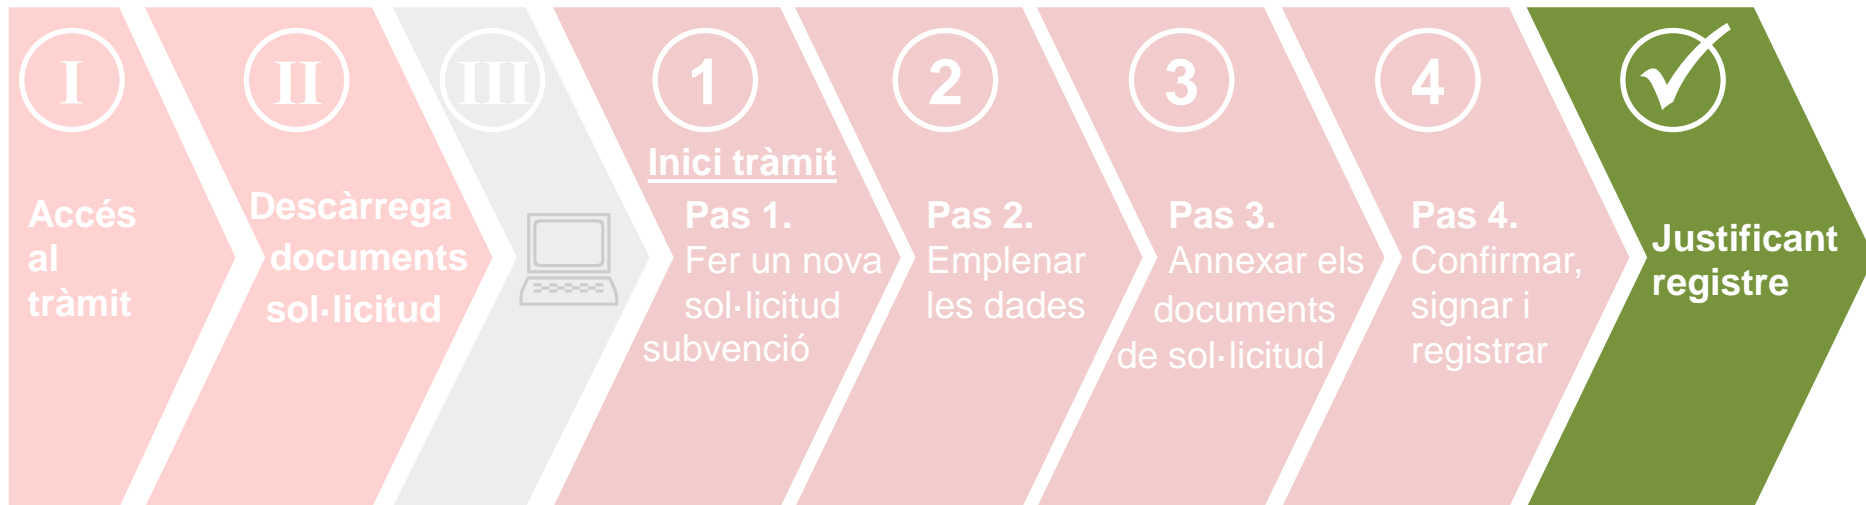 I
Accés
al
tràmit
II
Descàrrega
documents
sol·licitud
III
1
Inici tràmit
Pas 1.
Fer un nova
sol·licitud
subvenció
2
Pas 2.
Emplenar
les dades
3
Pas 3.
Annexar els
documents
de sol·licitud
4
Pas 4.
Confirmar,
signar i
registrar
Justificant
registre